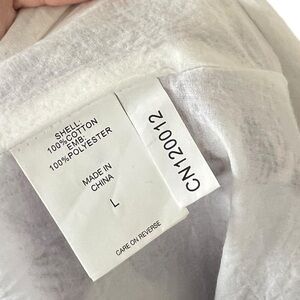 SHELL:
100%COTTON
EMB:
100%POLYESTER
MADE IN
CHINA
L
CARE ON REVERSE
CN120012